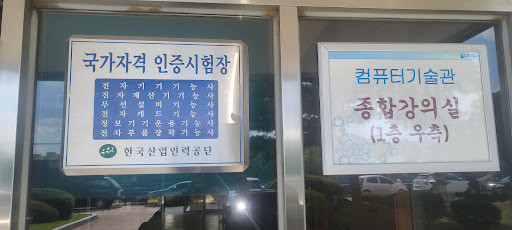 국가자격 인증시험장
전자기기기능사
전자계산기기능사
무선설비기능사
전자캐드기능사
정보기기운용기능사
전자부품장착기능사
한국산업인력공단
컴퓨터기술관
종합강의실
(1층 우측)